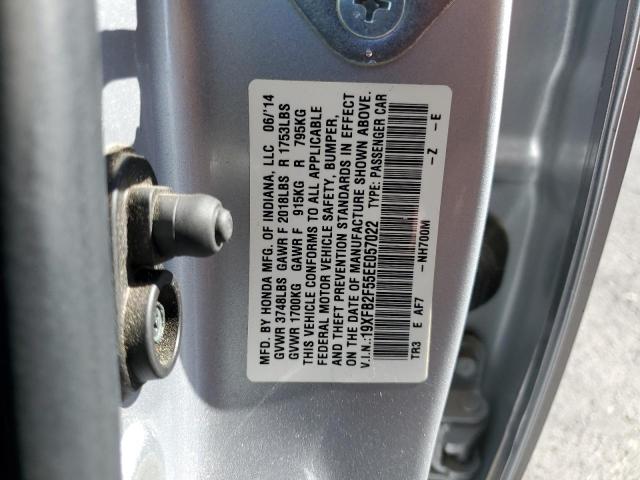 MFD. BY HONDA MFG. OF INDIANA, LLC 06/'14
GVWR 3748LBS GAWR F 2018LBS R 1753LBS
GVWR 1700KG GAWR F 915KG R 795KG
THIS VEHICLE CONFORMS TO ALL APPLICABLE
FEDERAL MOTOR VEHICLE SAFETY, BUMPER,
AND THEFT PREVENTION STANDARDS IN EFFECT
ON THE DATE OF MANUFACTURE SHOWN ABOVE.
V.I.N.:19XFB2F55EE057022 TYPE: PASSENGER CAR
TR3 E AF7 -NH700M -Z -E